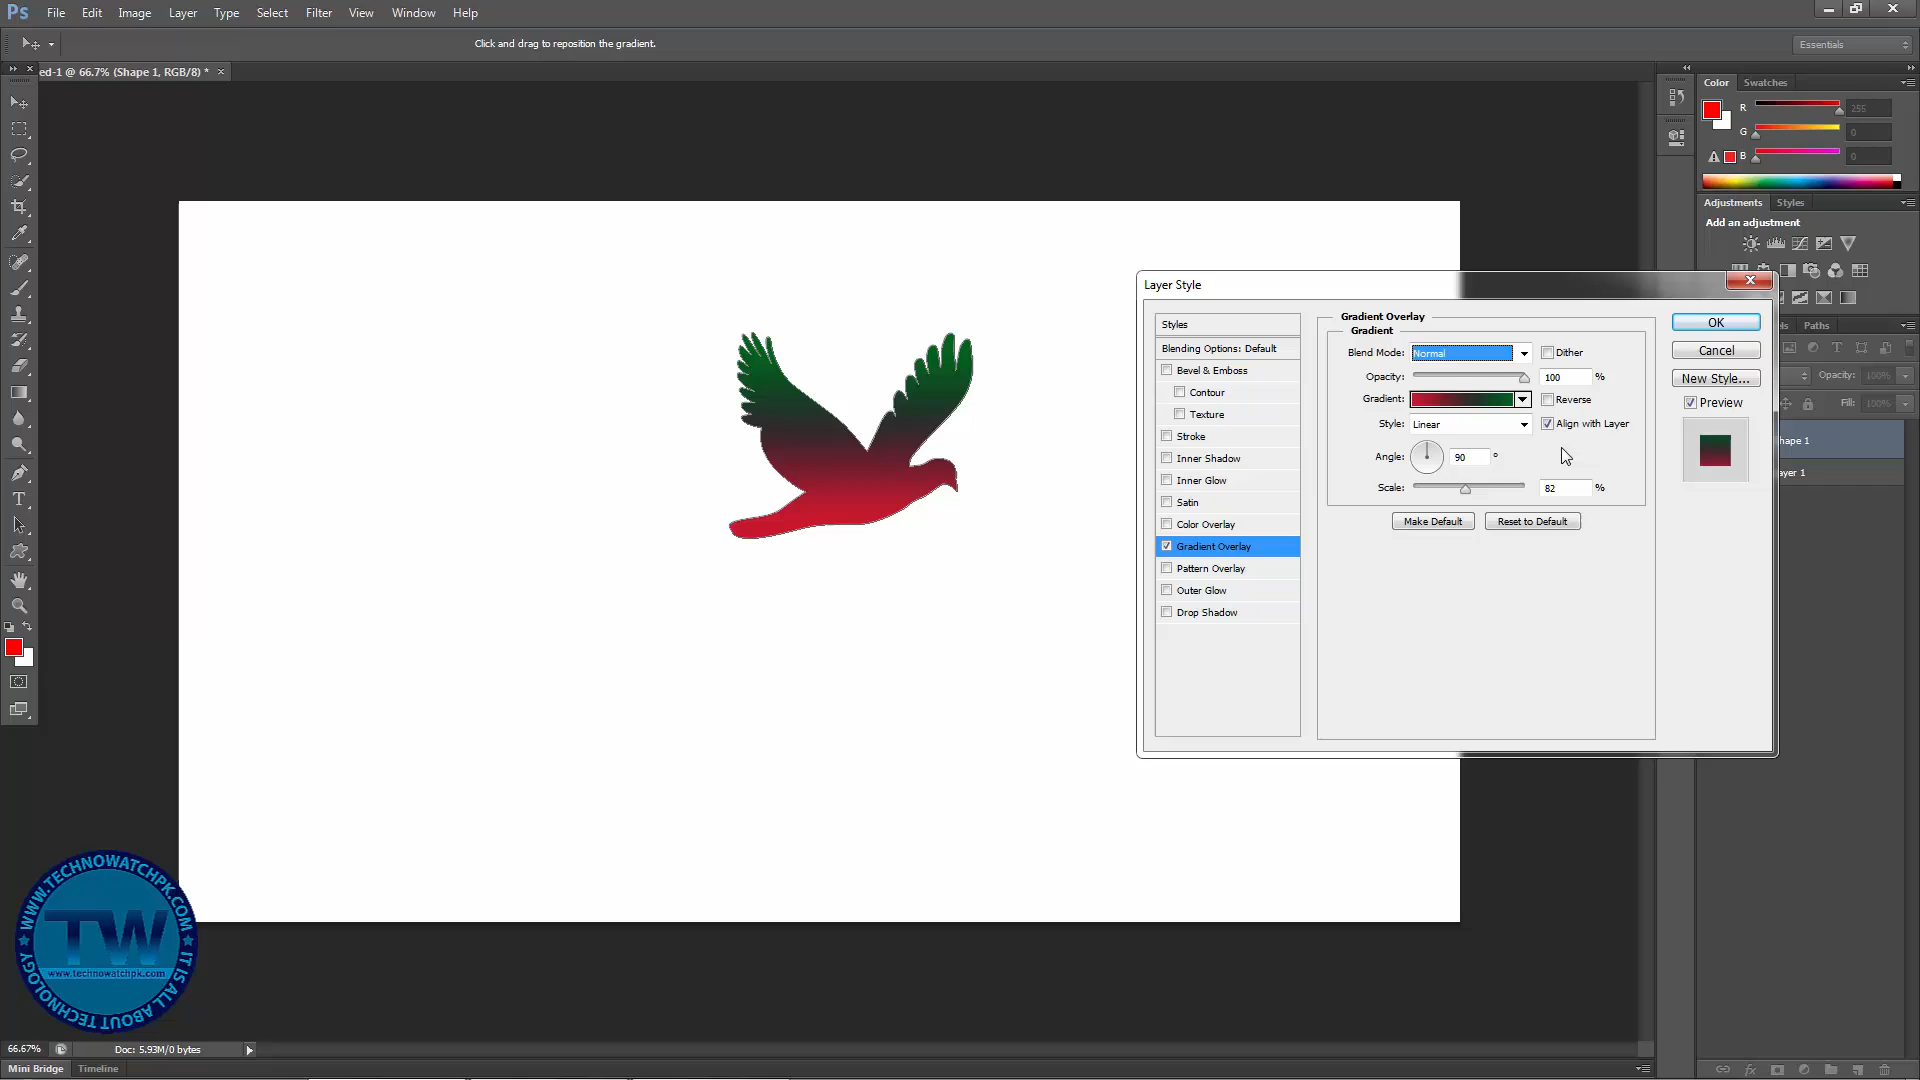 Ps File Edit Image Layer Type Select Filter View Window Help
Click and drag to reposition the gradient.
Essentials
ed-1 @ 66.7% (Shape 1, RGB/8) * ×
Color Swatches
R 255
G 0
B 0
Adjustments Styles
Add an adjustment
Layer Style
Styles
Blending Options: Default
Bevel & Emboss
Contour
Texture
Stroke
Inner Shadow
Inner Glow
Satin
Color Overlay
Gradient Overlay
Pattern Overlay
Outer Glow
Drop Shadow
Gradient Overlay
Gradient
Blend Mode: Normal Dither
Opacity: 100 %
Gradient: Reverse
Style: Linear Align with Layer
Angle: 90 °
Scale: 82 %
Make Default Reset to Default
OK
Cancel
New Style...
Preview
els Paths
Opacity: 100%
Fill: 100%
hape 1
ayer 1
WWW.TECHNOWATCHPK.COM
TW
www.technowatchpk.com
IT IS ALL ABOUT TECHNOLOGY
66.67% Doc: 5.93M/0 bytes
Mini Bridge Timeline